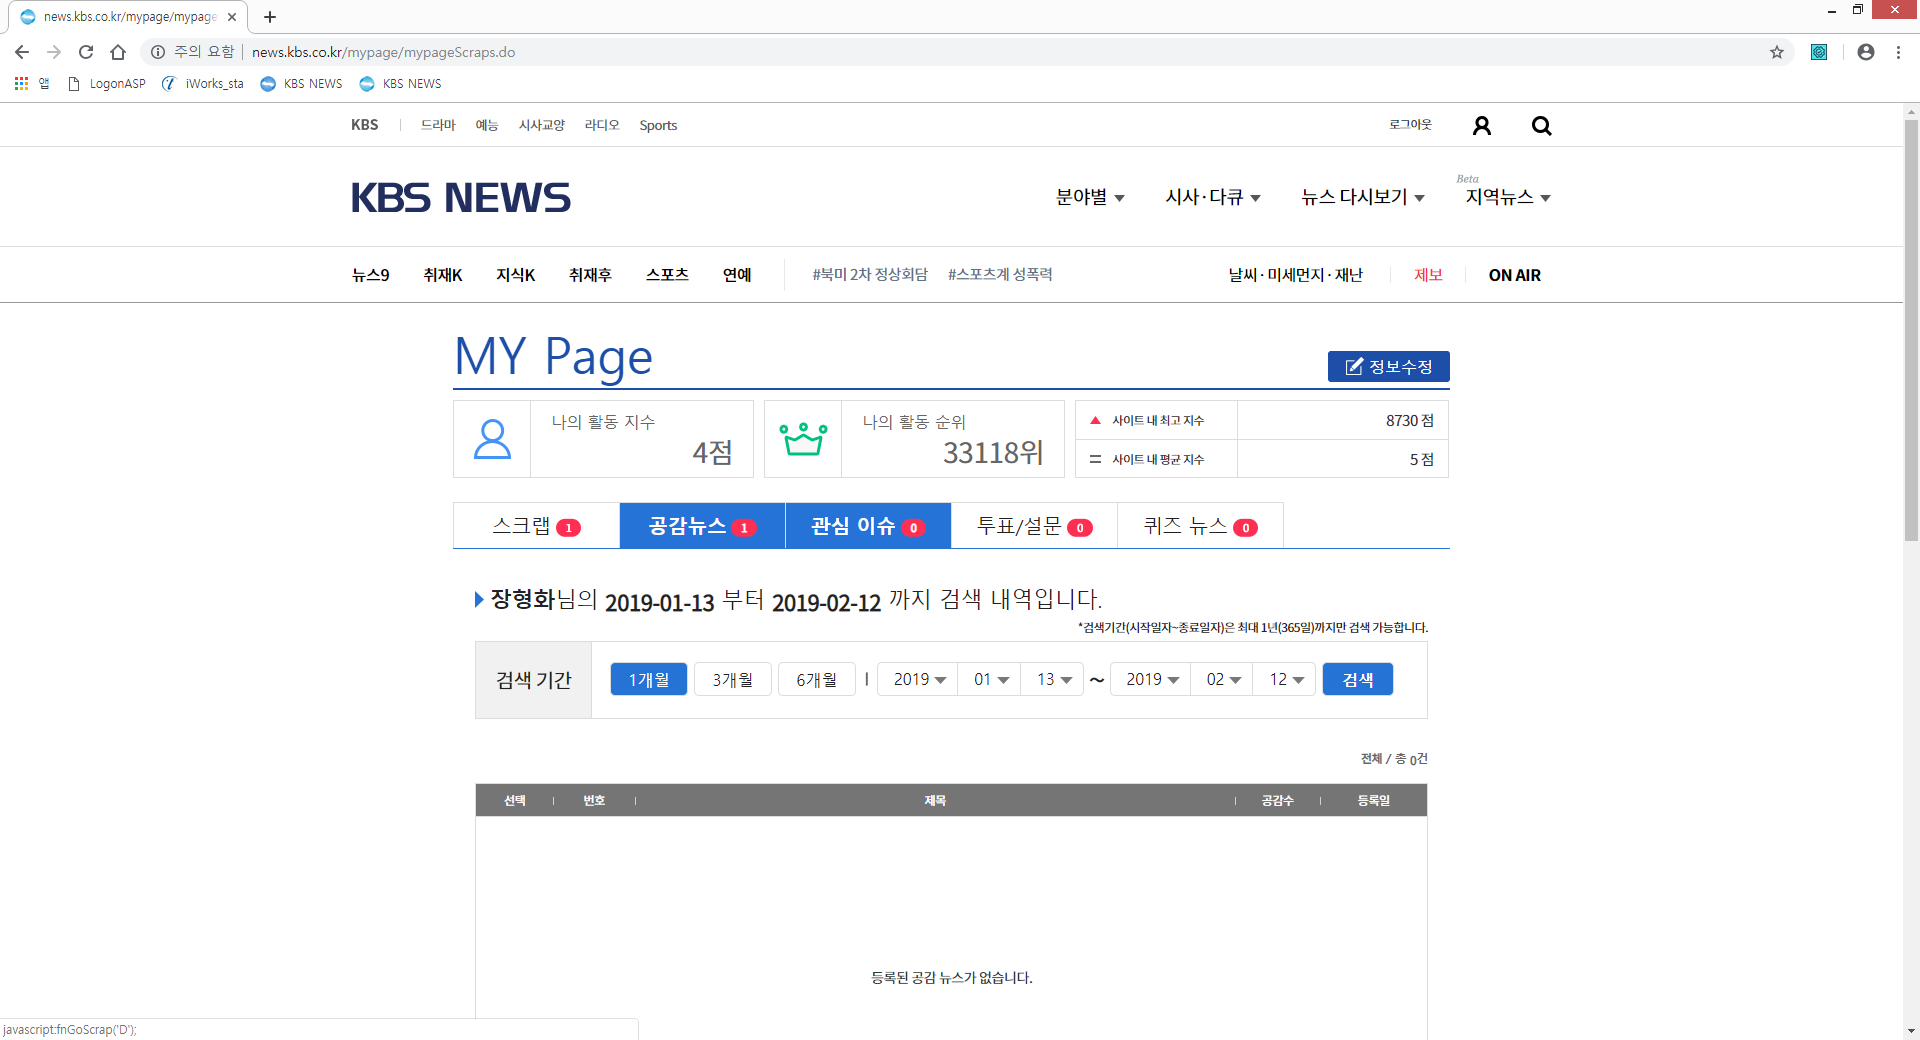 news.kbs.co.kr/mypage/mypage
주의 요함 news.kbs.co.kr/mypage/mypageScraps.do
앱 LogonASP iWorks_sta KBS NEWS KBS NEWS
KBS 드라마 예능 시사교양 라디오 Sports 로그아웃
Beta
KBS NEWS 분야별 시사·다큐 뉴스 다시보기 지역뉴스
뉴스9 취재K 지식K 취재후 스포츠 연예 #북미 2차 정상회담 #스포츠계 성폭력 날씨·미세먼지·재난 제보 ON AIR
MY Page
정보수정
나의 활동 지수
4점
나의 활동 순위
33118위
사이트 내 최고 지수 8730 점
사이트 내 평균 지수 5 점
스크랩 1 공감뉴스 1 관심 이슈 0 투표/설문 0 퀴즈 뉴스 0
장형화님의 2019-01-13 부터 2019-02-12 까지 검색 내역입니다.
*검색기간(시작일자~종료일자)은 최대 1년(365일)까지만 검색 가능합니다.
검색 기간 1개월 3개월 6개월 | 2019 01 13 ~ 2019 02 12 검색
전체 / 총 0건
선택 번호 제목 공감수 등록일
등록된 공감 뉴스가 없습니다.
javascript:fnGoScrap('D');